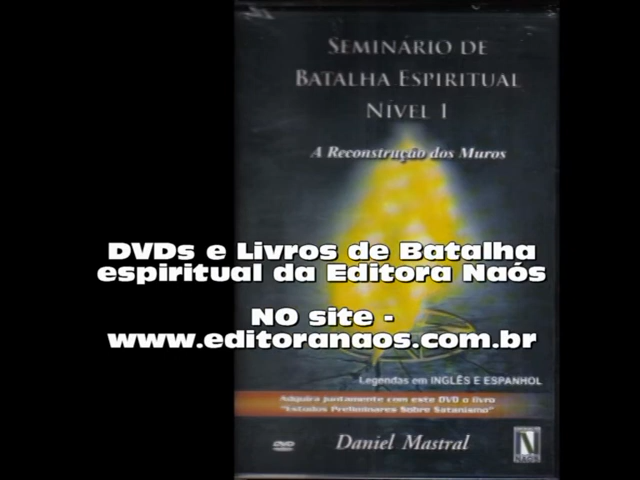 SEMINÁRIO DE
BATALHA ESPIRITUAL
NÍVEL 1
A Reconstrução dos Muros
DVDs e Livros de Batalha
espiritual da Editora Naós
NO site -
www.editoranaos.com.br
Legendas em INGLÊS E ESPANHOL
Adquira juntamente com este DVD o livro
"Estudos Preliminares Sobre Satanismo"
DVD
Daniel Mastral
N
NAÓS